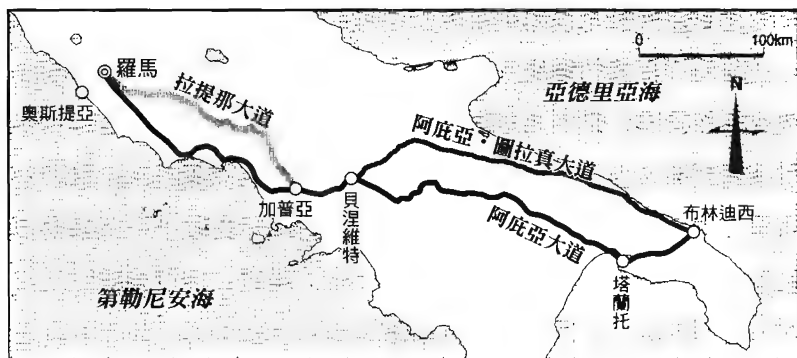 0 100km
羅馬
奧斯提亞
拉提那大道
亞德里亞海
N
阿庇亞・圖拉真大道
加普亞
貝涅維特
阿庇亞大道
布林迪西
塔蘭托
第勒尼安海